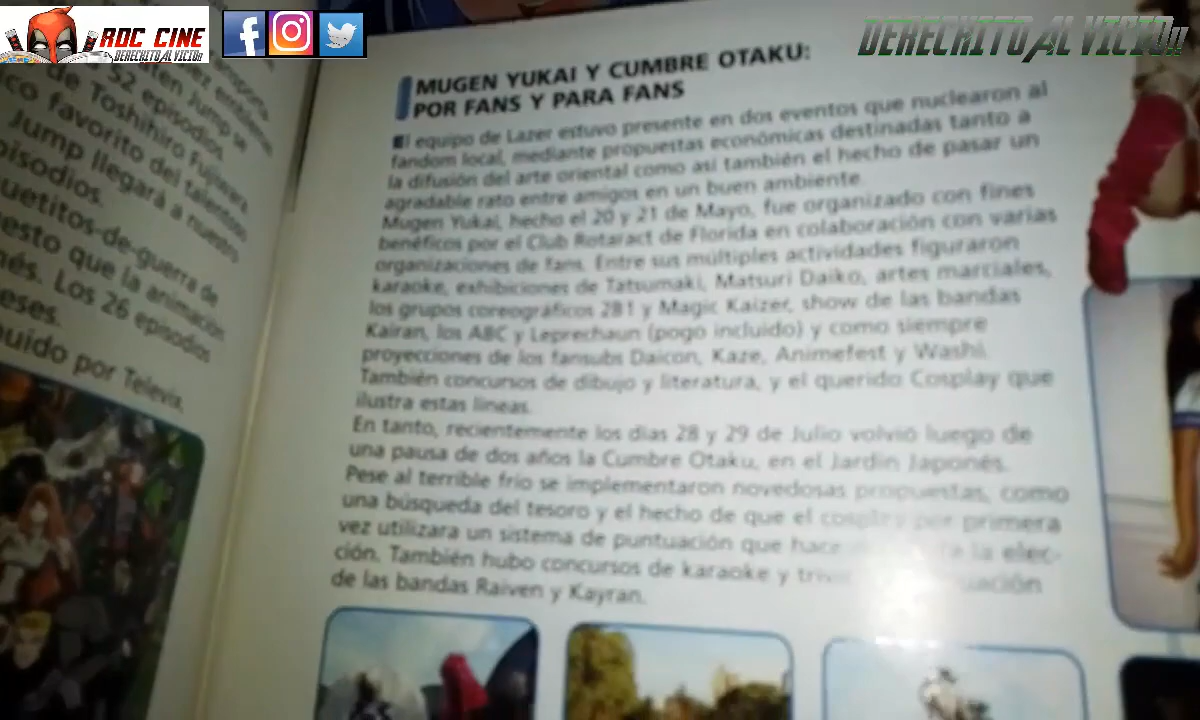 RDC CINE
DERECHITO AL VICIO!!
DERECHITO AL VICIO!!
52 episodios
de Toshihiro Fujiwara
co favorito del talentoso
Jump llegará a nuestro
pisodios.
uetitos-de-guerra de
esto que la animación
nés. Los 26 episodios
eses.
buido por Televix.
MUGEN YUKAI Y CUMBRE OTAKU:
POR FANS Y PARA FANS
El equipo de Lazer estuvo presente en dos eventos que nuclearon al
fandom local, mediante propuestas económicas destinadas tanto a
la difusión del arte oriental como así también el hecho de pasar un
agradable rato entre amigos en un buen ambiente.
Mugen Yukai, hecho el 20 y 21 de Mayo, fue organizado con fines
benéficos por el Club Rotaract de Florida en colaboración con varias
organizaciones de fans. Entre sus múltiples actividades figuraron
karaoke, exhibiciones de Tatsumaki, Matsuri Daiko, artes marciales,
los grupos coreográficos 2B1 y Magic Kaizer, show de las bandas
Kairan, los ABC y Leprechaun (pogo incluido) y como siempre
proyecciones de los fansubs Daicon, Kaze, Animefest y Washi.
También concursos de dibujo y literatura, y el querido Cosplay que
ilustra estas líneas.
En tanto, recientemente los días 28 y 29 de Julio volvió luego de
una pausa de dos años la Cumbre Otaku, en el Jardín Japonés.
Pese al terrible frío se implementaron novedosas propuestas, como
una búsqueda del tesoro y el hecho de que el cosplay por primera
vez utilizara un sistema de puntuación que hace la elec-
ción. También hubo concursos de karaoke y
de las bandas Raiven y Kayran.